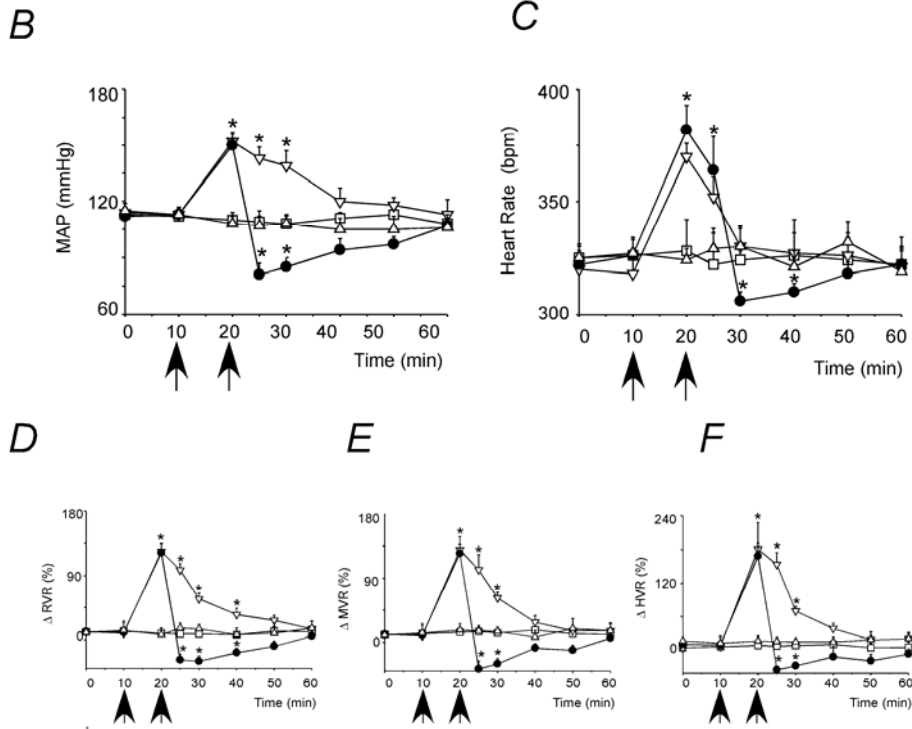 B
C
180
120
60
MAP (mmHg)
* * *
* *
0 10 20 30 40 50 60
Time (min)
400
350
300
Heart Rate (bpm)
* *
* *
0 10 20 30 40 50 60
Time (min)
D
E
F
180
90
0
Δ RVR (%)
* * * *
* *
0 10 20 30 40 50 60
Time (min)
180
90
0
Δ MVR (%)
* * *
* *
0 10 20 30 40 50 60
Time (min)
240
120
0
Δ HVR (%)
* * *
* *
0 10 20 30 40 50 60
Time (min)